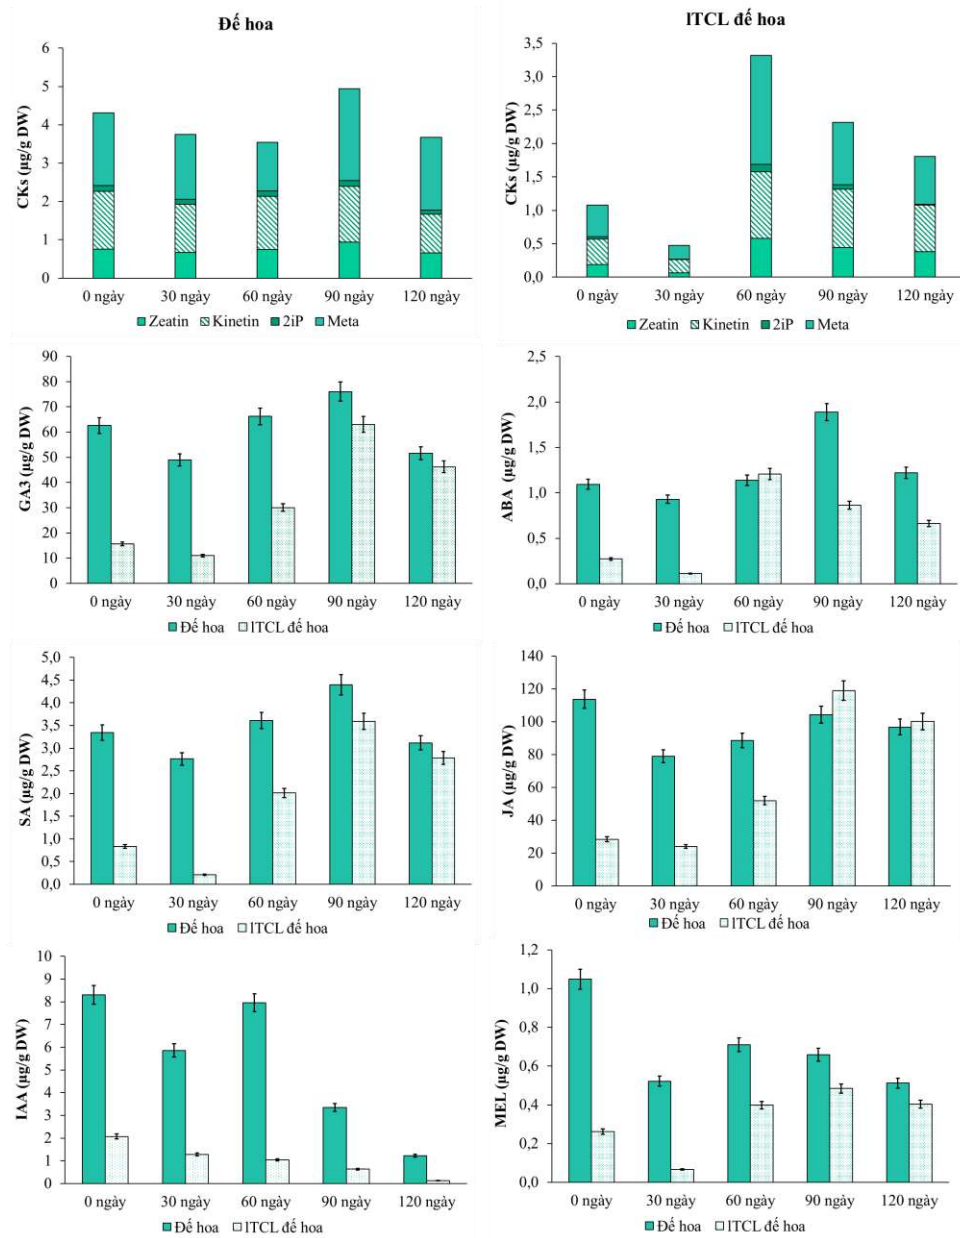 Đế hoa
CKs (µg/g DW)
6
5
4
3
2
1
0
0 ngày 30 ngày 60 ngày 90 ngày 120 ngày
Zeatin Kinetin 2iP Meta
lTCL đế hoa
CKs (µg/g DW)
3,5
3,0
2,5
2,0
1,5
1,0
0,5
0,0
0 ngày 30 ngày 60 ngày 90 ngày 120 ngày
Zeatin Kinetin 2iP Meta
GA3 (µg/g DW)
90
80
70
60
50
40
30
20
10
0
0 ngày 30 ngày 60 ngày 90 ngày 120 ngày
Đế hoa lTCL đế hoa
ABA (µg/g DW)
2,5
2,0
1,5
1,0
0,5
0,0
0 ngày 30 ngày 60 ngày 90 ngày 120 ngày
Đế hoa lTCL đế hoa
SA (µg/g DW)
5,0
4,5
4,0
3,5
3,0
2,5
2,0
1,5
1,0
0,5
0,0
0 ngày 30 ngày 60 ngày 90 ngày 120 ngày
Đế hoa lTCL đế hoa
JA (µg/g DW)
140
120
100
80
60
40
20
0
0 ngày 30 ngày 60 ngày 90 ngày 120 ngày
Đế hoa lTCL đế hoa
IAA (µg/g DW)
10
9
8
7
6
5
4
3
2
1
0
0 ngày 30 ngày 60 ngày 90 ngày 120 ngày
Đế hoa lTCL đế hoa
MEL (µg/g DW)
1,2
1,0
0,8
0,6
0,4
0,2
0,0
0 ngày 30 ngày 60 ngày 90 ngày 120 ngày
Đế hoa lTCL đế hoa